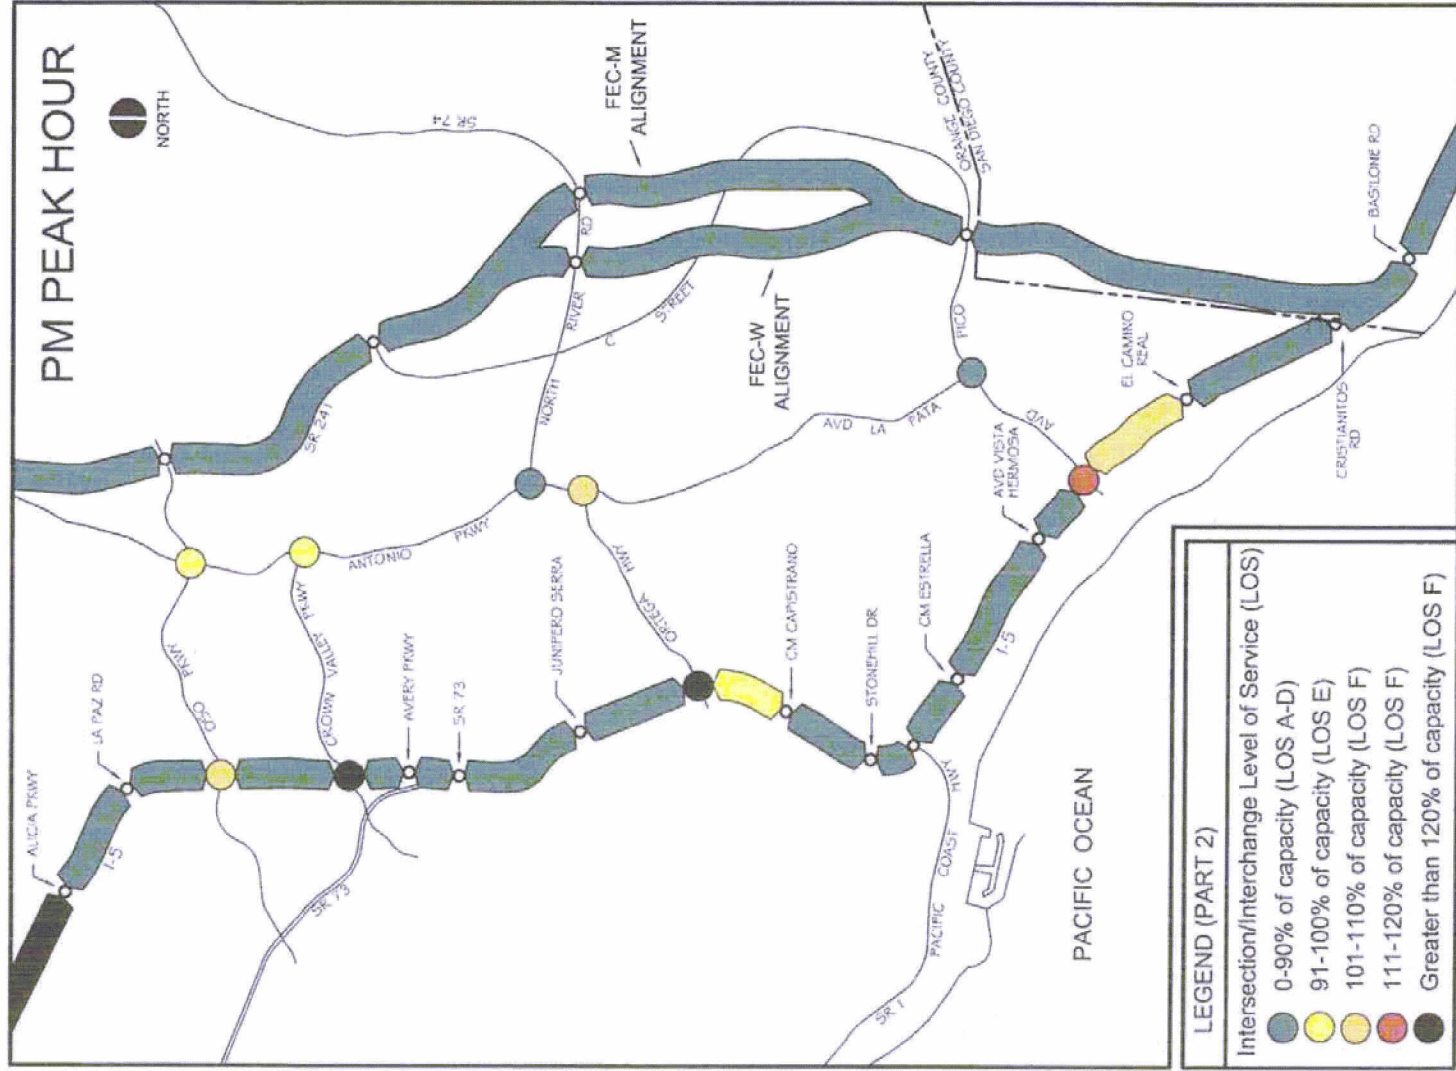 PM PEAK HOUR
NORTH
ALICIA PKWY
LA PAZ RD
I-5
OSO
PKWY
CROWN
VALLEY
PKWY
AVERY PKWY
SR 73
SR 73
ANTONIO
PKWY
SR 241
JUNIPERO SERRA
ORTEGA
HWY
NORTH
RIVER
RD
SR 74
STREET
FEC-M
ALIGNMENT
FEC-W
ALIGNMENT
CM CAPISTRANO
STONEHILL DR
CM ESTRELLA
AVD
LA
PATA
AVD
PICO
AVD VISTA
HERMOSA
I-5
ORANGE COUNTY
SAN DIEGO COUNTY
EL CAMINO
REAL
CRISTIANITOS
RD
BASILONE RD
SR 1
PACIFIC
COAST
HWY
PACIFIC OCEAN
LEGEND (PART 2)
Intersection/Interchange Level of Service (LOS)
0-90% of capacity (LOS A-D)
91-100% of capacity (LOS E)
101-110% of capacity (LOS F)
111-120% of capacity (LOS F)
Greater than 120% of capacity (LOS F)